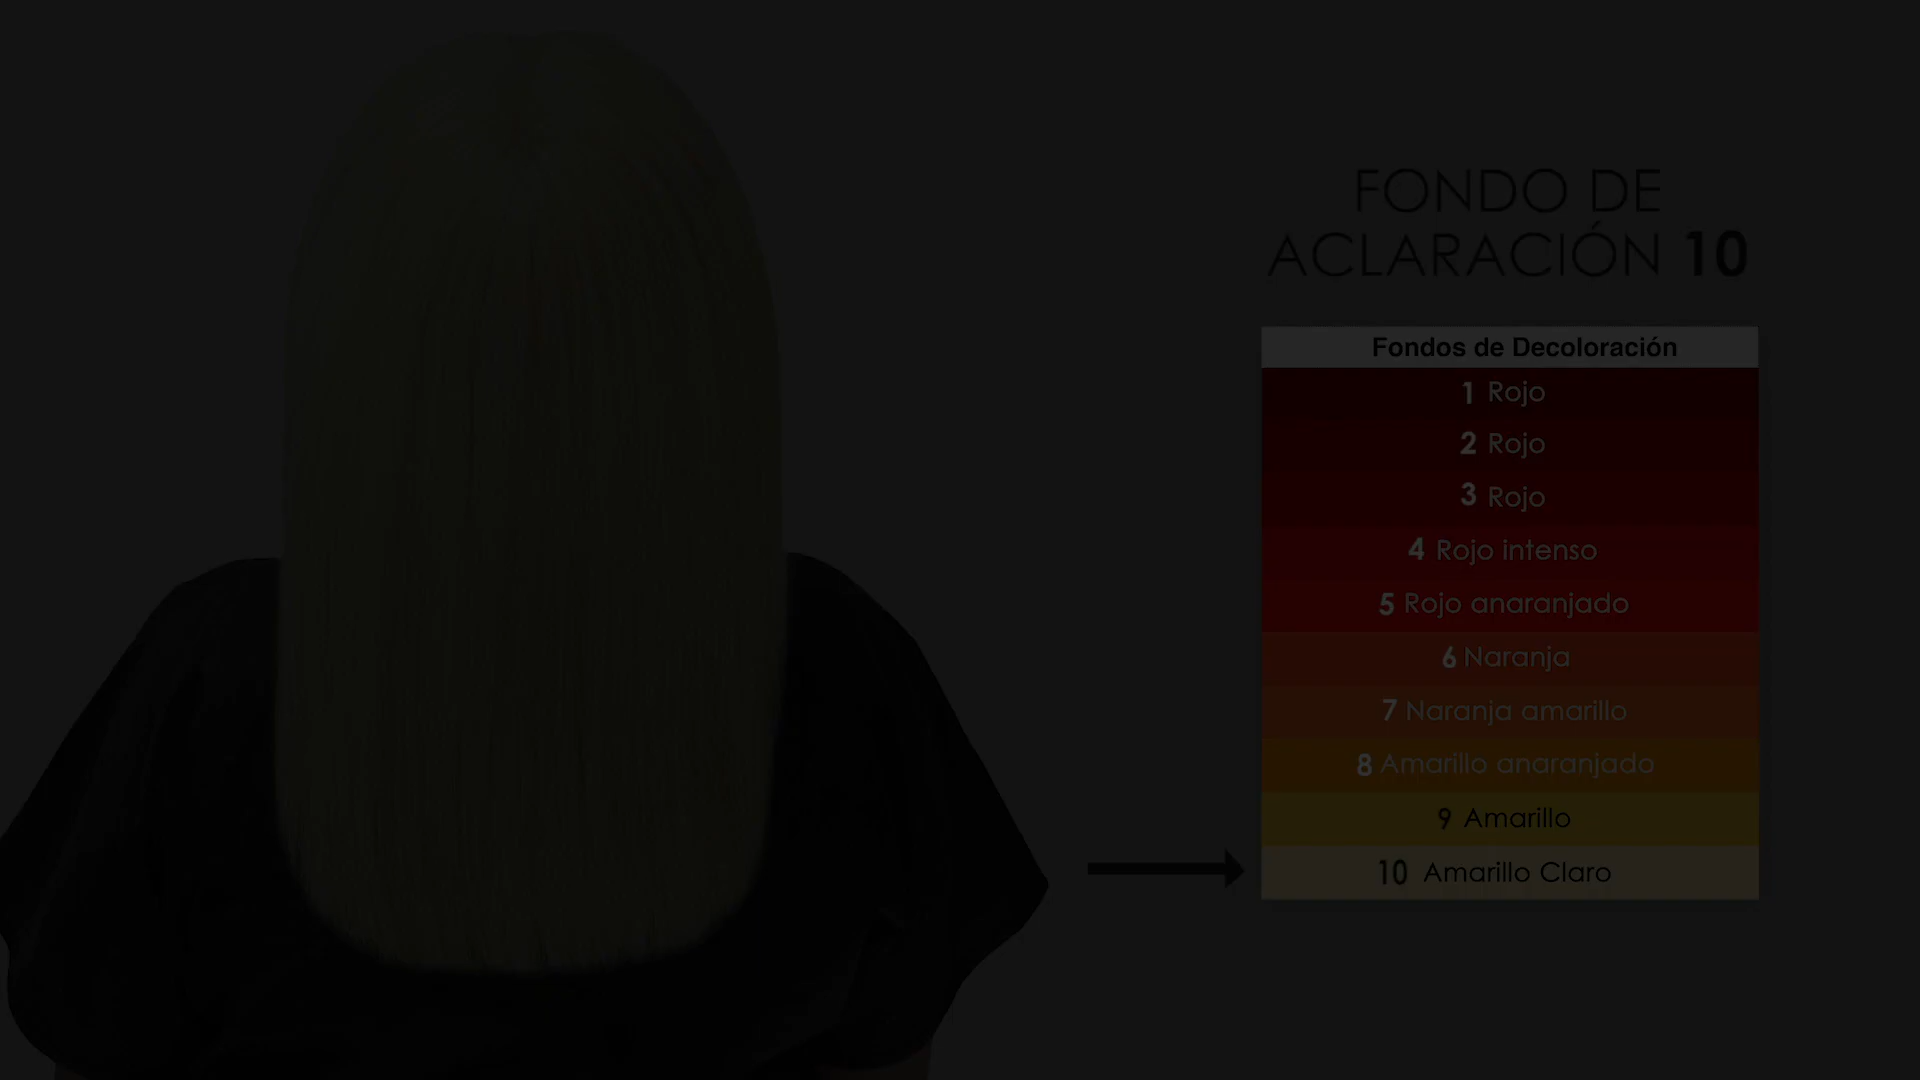 FONDO DE
ACLARACIÓN 10
Fondos de Decoloración
1 Rojo
2 Rojo
3 Rojo
4 Rojo intenso
5 Rojo anaranjado
6 Naranja
7 Naranja amarillo
8 Amarillo anaranjado
9 Amarillo
10 Amarillo Claro